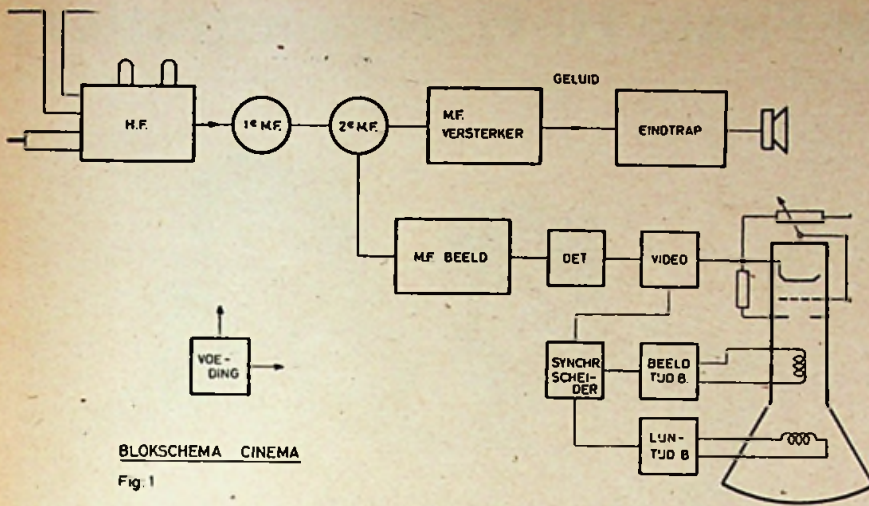 GELUID
H.F.
1e M.F.
2e M.F.
M.F.
VERSTERKER
EINDTRAP
M.F. BEELD
DET
VIDEO
VOE-
DING
SYNCHR
SCHEI-
DER
BEELD
TIJD B.
LIJN-
TIJD B
BLOKSCHEMA CINEMA
Fig. 1